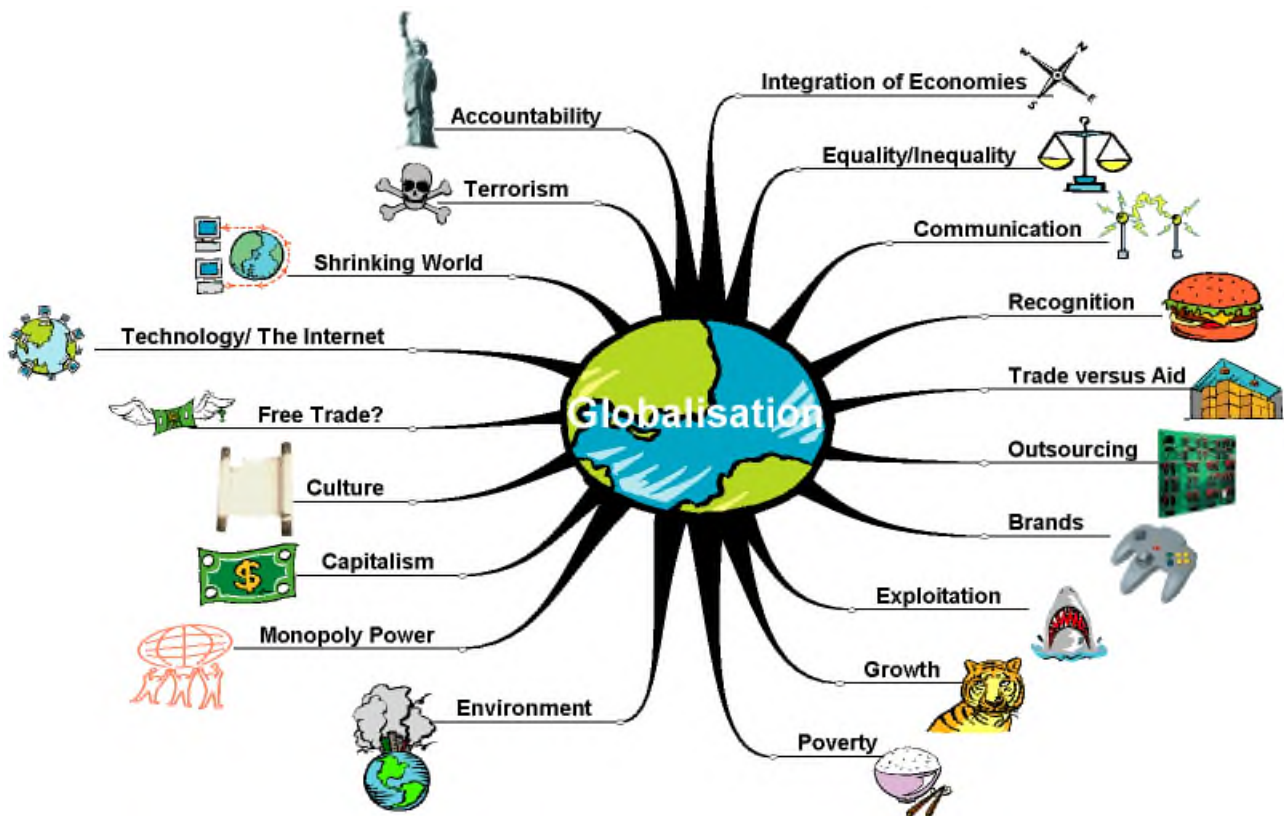 Integration of Economies
Accountability
Equality/Inequality
Terrorism
Communication
Shrinking World
Recognition
Technology/ The Internet
Trade versus Aid
Globalisation
Free Trade?
Outsourcing
Culture
Brands
Capitalism
Exploitation
Monopoly Power
Growth
Environment
Poverty
N
W
S
E
$